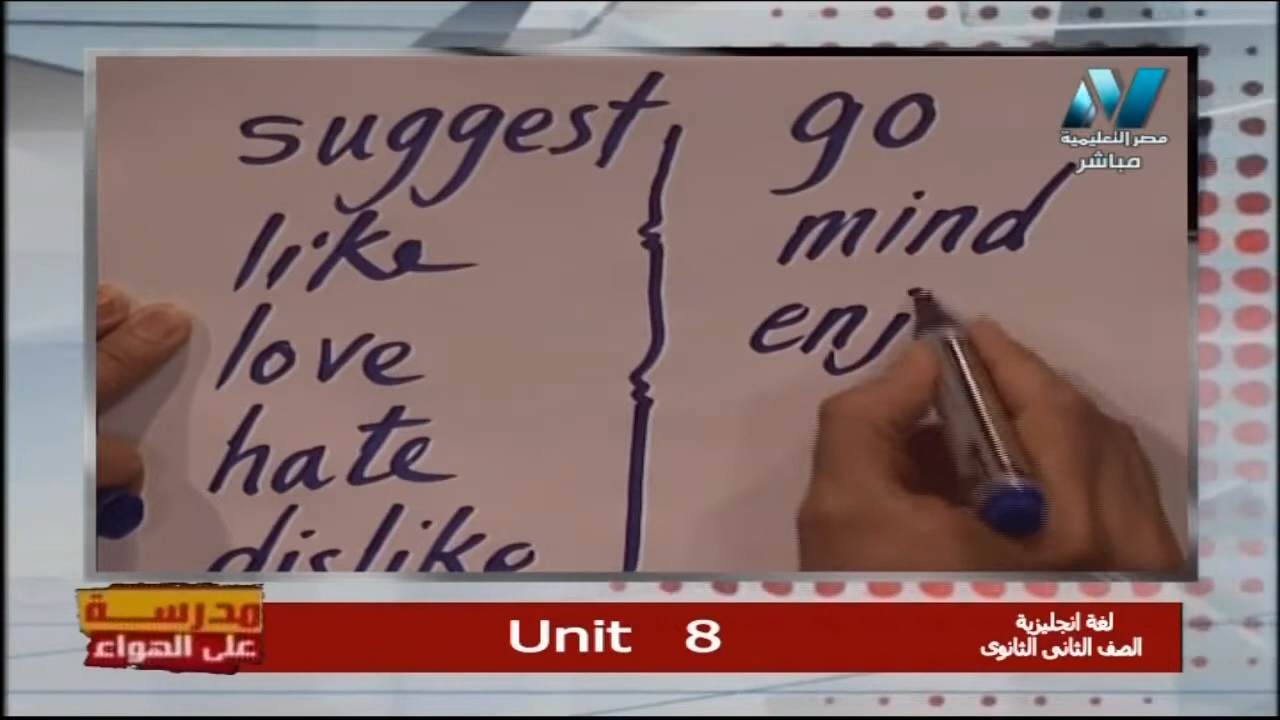 suggest
like
love
hate
dislike
go
mind
enj
مصر التعليمية
مباشر
مدرسة
على الهواء
Unit 8
لغة انجليزية
الصف الثانى الثانوى